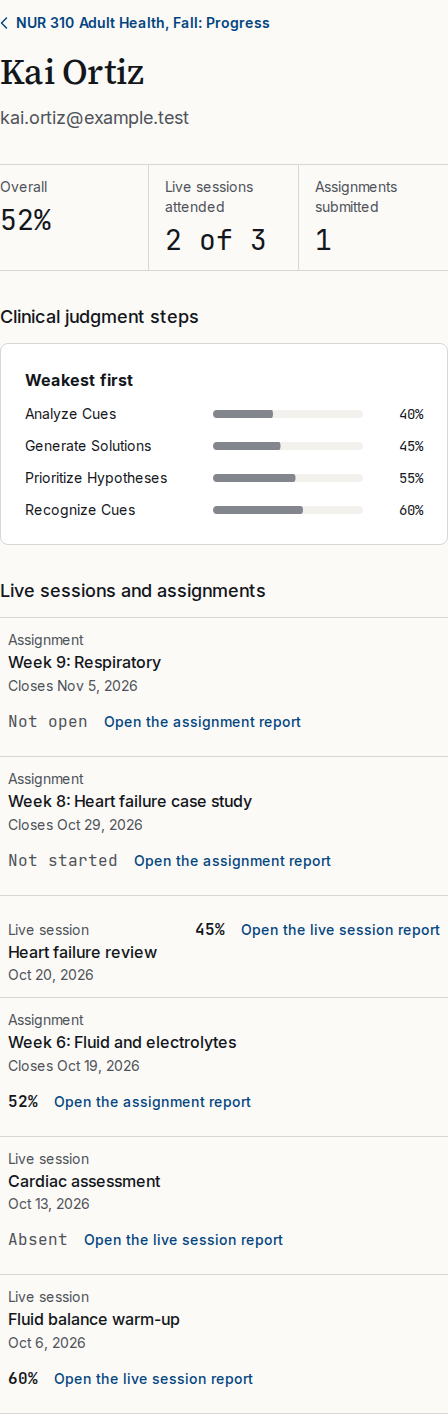 NUR 310 Adult Health, Fall: Progress
Kai Ortiz
kai.ortiz@example.test
Overall
52%
Live sessions
attended
2 of 3
Assignments
submitted
1
Clinical judgment steps
Weakest first
Analyze Cues 40%
Generate Solutions 45%
Prioritize Hypotheses 55%
Recognize Cues 60%
Live sessions and assignments
Assignment
Week 9: Respiratory
Closes Nov 5, 2026
Not open Open the assignment report
Assignment
Week 8: Heart failure case study
Closes Oct 29, 2026
Not started Open the assignment report
Live session 45% Open the live session report
Heart failure review
Oct 20, 2026
Assignment
Week 6: Fluid and electrolytes
Closes Oct 19, 2026
52% Open the assignment report
Live session
Cardiac assessment
Oct 13, 2026
Absent Open the live session report
Live session
Fluid balance warm-up
Oct 6, 2026
60% Open the live session report